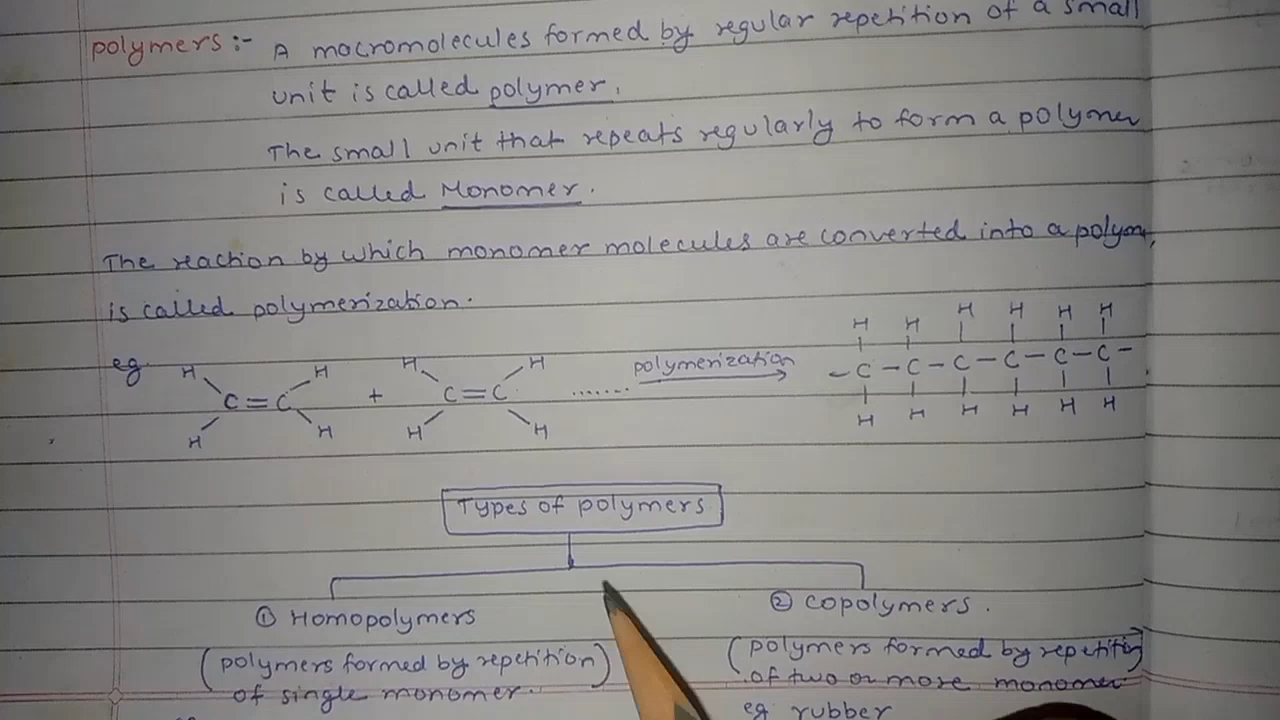 polymers :- A macromolecules formed by regular repetition of a small
unit is called polymer.
The small unit that repeats regularly to form a polymer
is called Monomer.
The reaction by which monomer molecules are converted into a polym
is called polymerization.
eg
H H H H
C = C + C = C ....... polymerization
H H H H
H H H H H H
- C - C - C - C - C - C -
H H H H H H
Types of polymers
① Homopolymers ② Copolymers.
(polymers formed by repetition) (polymers formed by repetition
of single monomer. of two or more monomer
eg rubber